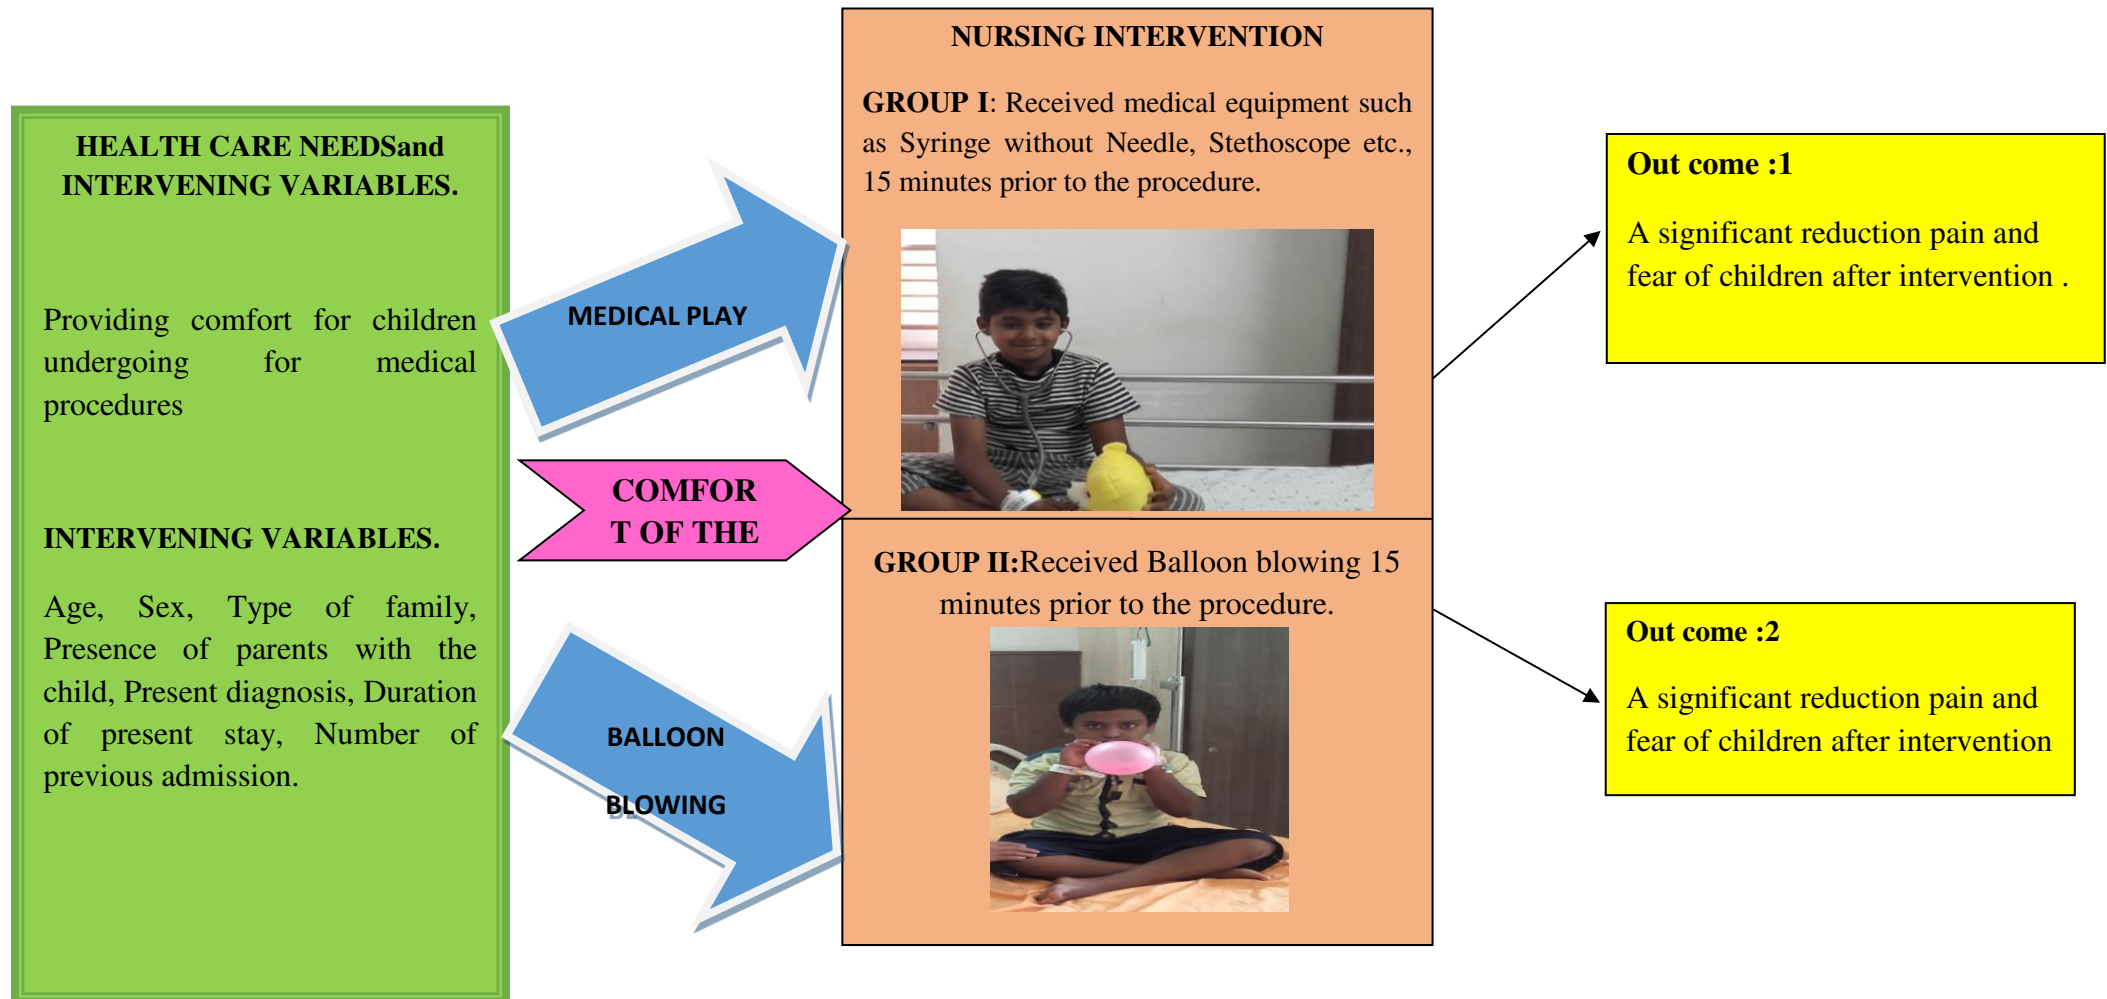 HEALTH CARE NEEDSand
INTERVENING VARIABLES.
Providing comfort for children
undergoing for medical
procedures
INTERVENING VARIABLES.
Age, Sex, Type of family,
Presence of parents with the
child, Present diagnosis, Duration
of present stay, Number of
previous admission.
MEDICAL PLAY
COMFOR
T OF THE
BALLOON
BLOWING
NURSING INTERVENTION
GROUP I: Received medical equipment such
as Syringe without Needle, Stethoscope etc.,
15 minutes prior to the procedure.
GROUP II:Received Balloon blowing 15
minutes prior to the procedure.
Out come :1
A significant reduction pain and
fear of children after intervention .
Out come :2
A significant reduction pain and
fear of children after intervention